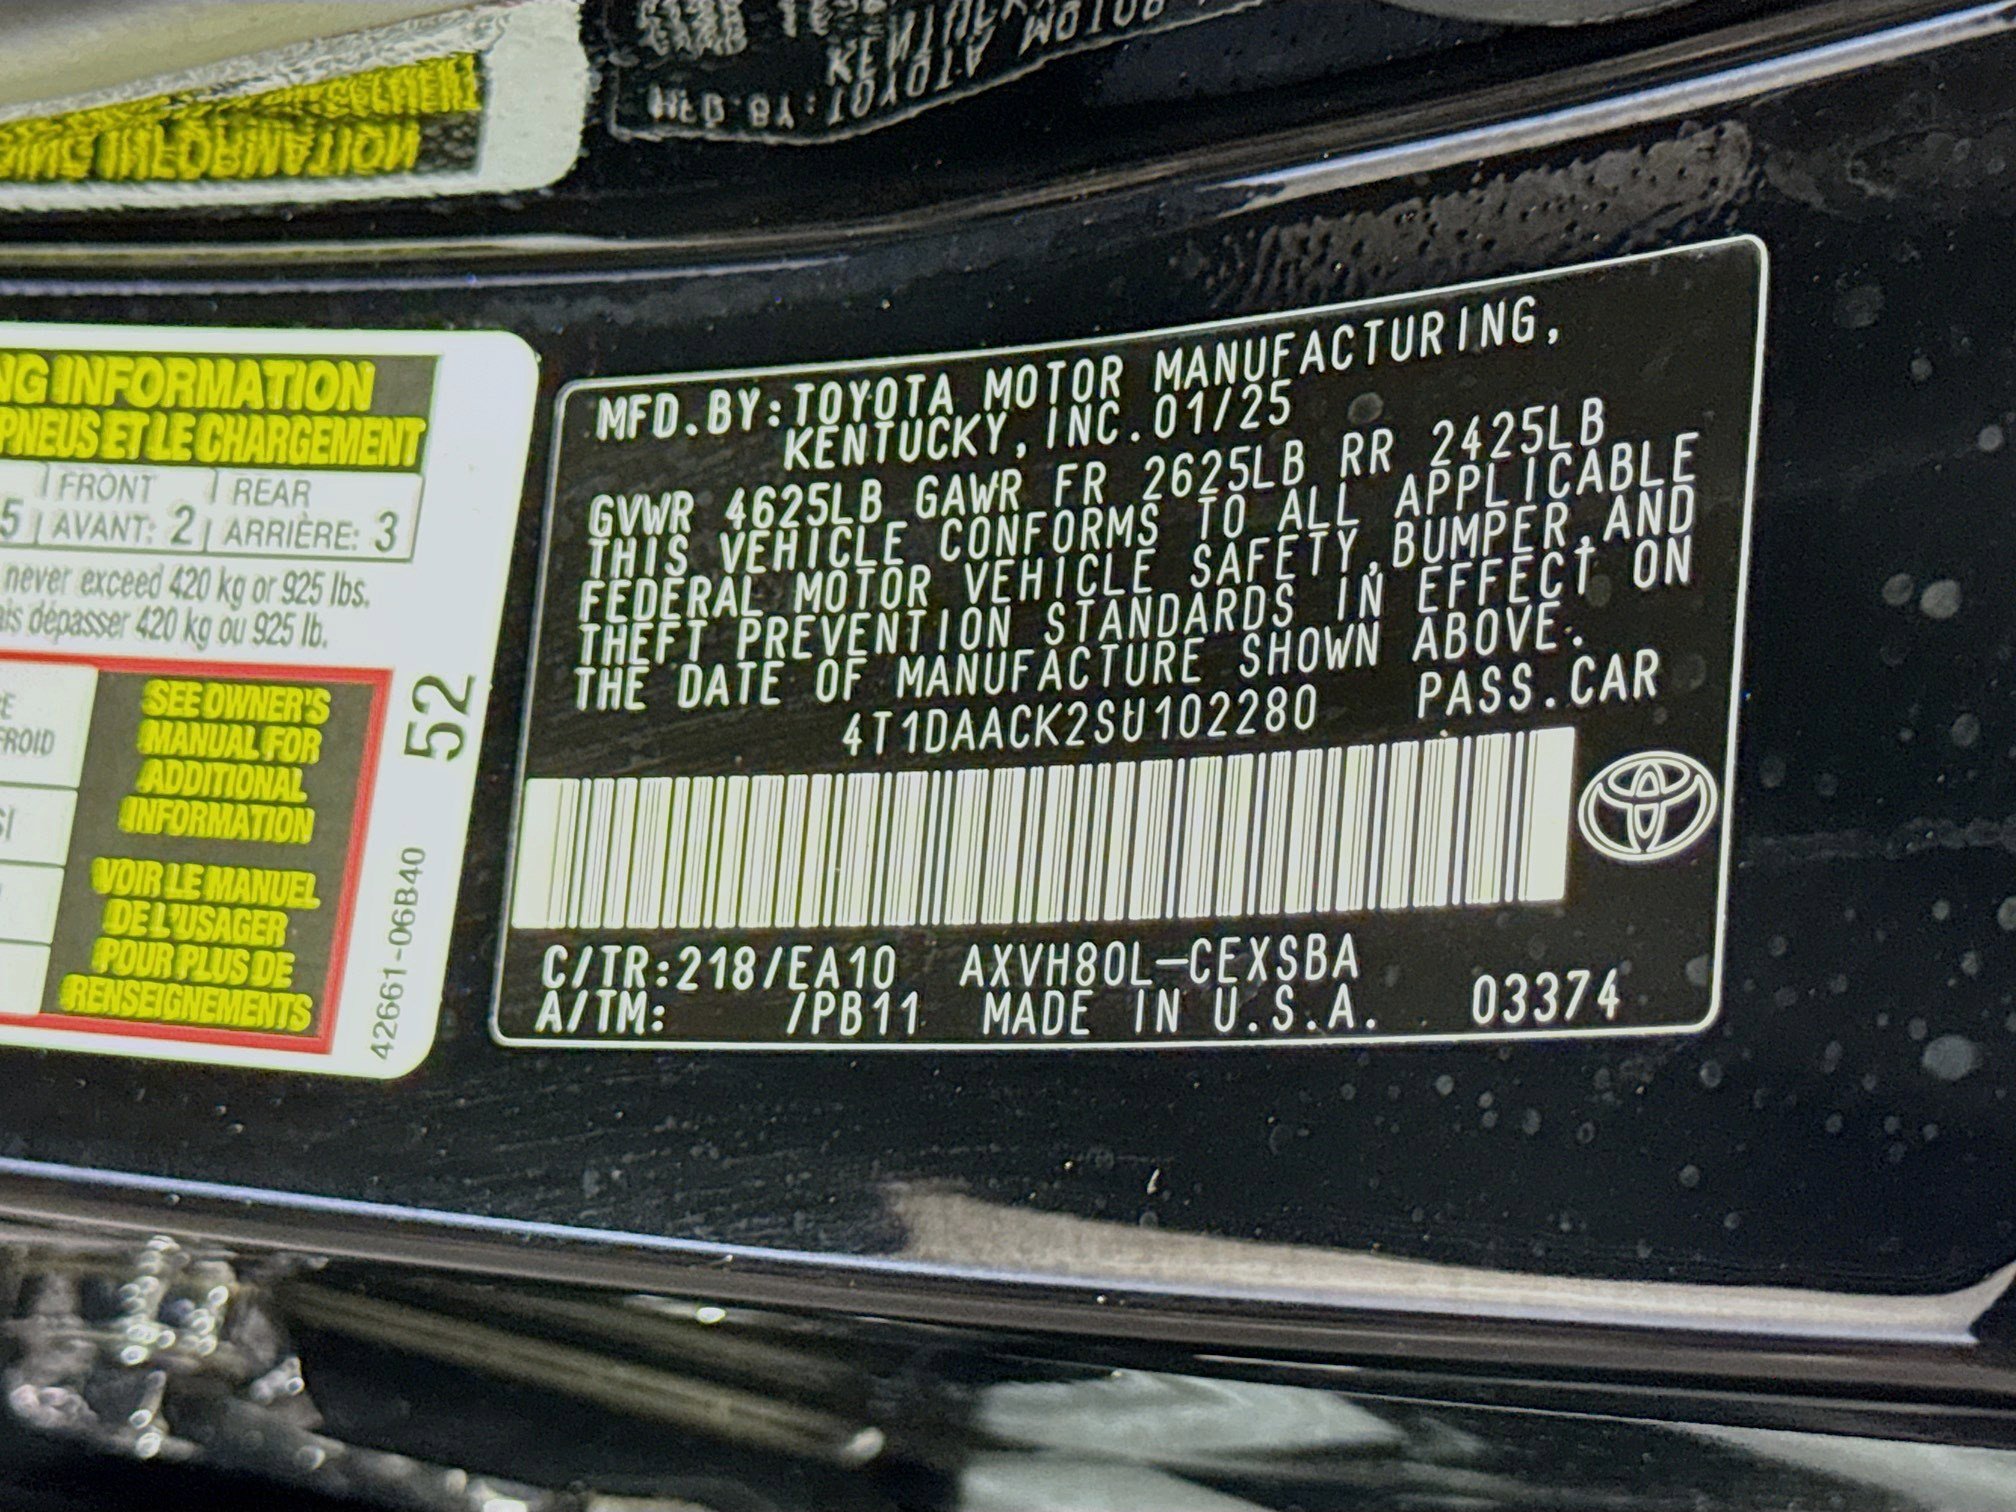 NG INFORMATION
PNEUS ET LE CHARGEMENT
FRONT REAR
5 AVANT: 2 ARRIÈRE: 3
never exceed 420 kg or 925 lbs.
ais dépasser 420 kg ou 925 lb.
SEE OWNER'S
MANUAL FOR
ADDITIONAL
INFORMATION
VOIR LE MANUEL
DE L'USAGER
POUR PLUS DE
RENSEIGNEMENTS
FROID
52
42661-06B40
MFD.BY:TOYOTA MOTOR MANUFACTURING,
KENTUCKY,INC.01/25
GVWR 4625LB GAWR FR 2625LB RR 2425LB
THIS VEHICLE CONFORMS TO ALL APPLICABLE
FEDERAL MOTOR VEHICLE SAFETY,BUMPER,AND
THEFT PREVENTION STANDARDS IN EFFECT ON
THE DATE OF MANUFACTURE SHOWN ABOVE.
4T1DAACK2SU102280 PASS.CAR
C/TR:218/EA10 AXVH80L-CEXSBA
A/TM: /PB11 MADE IN U.S.A. 03374